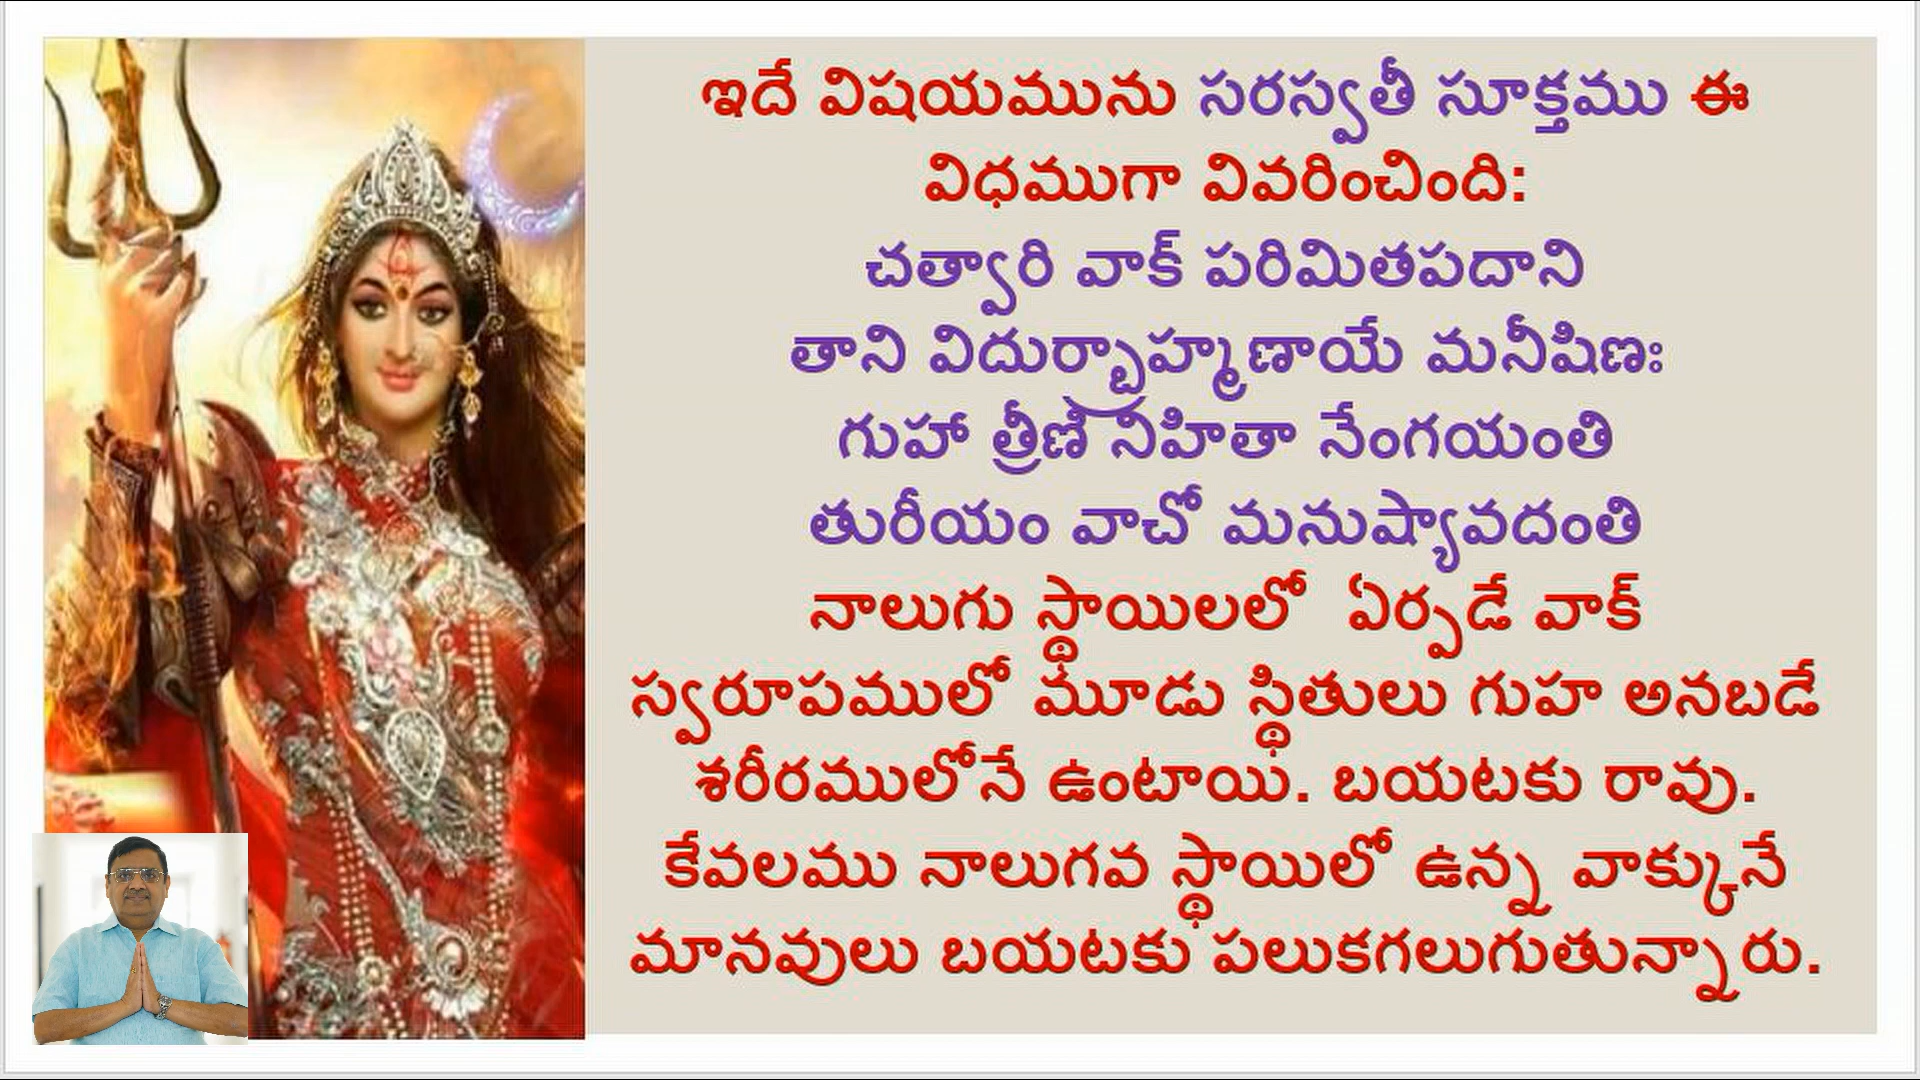 ఇదే విషయమును సరస్వతీ సూక్తము ఈ
విధముగా వివరించింది:
చత్వారి వాక్ పరిమితపదాని
తాని విదుర్బ్రాహ్మణాయే మనీషిణః
గుహా త్రీణి నిహితా నేంగయంతి
తురీయం వాచో మనుష్యావదంతి
నాలుగు స్థాయిలలో ఏర్పడే వాక్
స్వరూపములో మూడు స్థితులు గుహ అనబడే
శరీరములోనే ఉంటాయి. బయటకు రావు.
కేవలము నాలుగవ స్థాయిలో ఉన్న వాక్కునే
మానవులు బయటకు పలుకగలుగుతున్నారు.